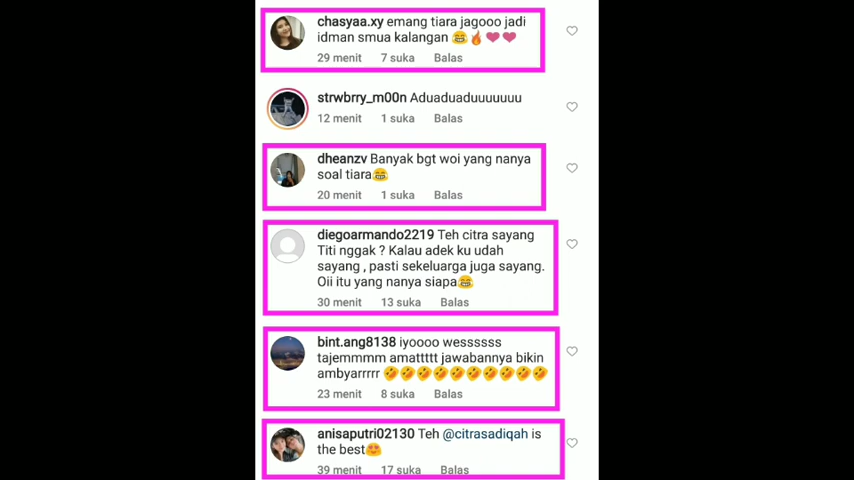 chasyaa.xy emang tiara jagooo jadi
idman smua kalangan 😂🔥❤❤
29 menit 7 suka Balas
strwbrry_m00n Aduaduaduuuuuuu
12 menit 1 suka Balas
dheanzv Banyak bgt woi yang nanya
soal tiara😂
20 menit 1 suka Balas
diegoarmando2219 Teh citra sayang
Titi nggak ? Kalau adek ku udah
sayang , pasti sekeluarga juga sayang.
Oii itu yang nanya siapa😂
30 menit 13 suka Balas
bint.ang8138 iyoooo wessssss
tajemmmm amattttt jawabannya bikin
ambyarrrrr 🤣🤣🤣🤣🤣🤣🤣🤣🤣🤣
23 menit 8 suka Balas
anisaputri02130 Teh @citrasadiqah is
the best😍
39 menit 17 suka Balas